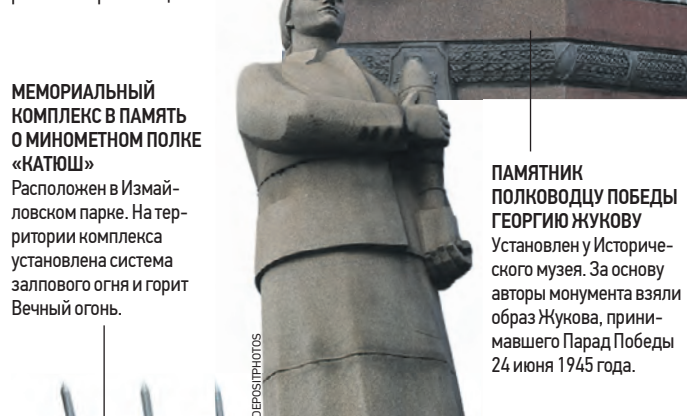 МЕМОРИАЛЬНЫЙ
КОМПЛЕКС В ПАМЯТЬ
О МИНОМЕТНОМ ПОЛКЕ
«КАТЮШ»
Расположен в Измай-
ловском парке. На тер-
ритории комплекса
установлена система
залпового огня и горит
Вечный огонь.
DEPOSITPHOTOS
ПАМЯТНИК
ПОЛКОВОДЦУ ПОБЕДЫ
ГЕОРГИЮ ЖУКОВУ
Установлен у Историче-
ского музея. За основу
авторы монумента взяли
образ Жукова, прини-
мавшего Парад Победы
24 июня 1945 года.